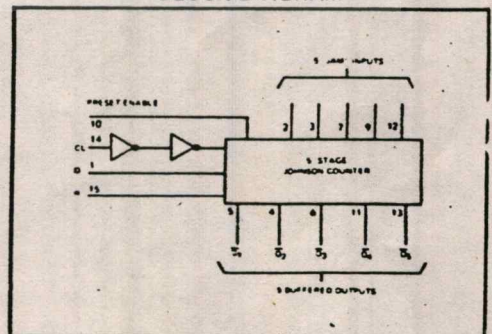 5 "JAM" INPUTS
PRESET ENABLE
10
14
CL
2 3 7 9 12
D 1
R 15
5 STAGE
JOHNSON COUNTER
5 4 6 11 13
Q̅1 Q̅2 Q̅3 Q̅4 Q̅5
5 BUFFERED OUTPUTS